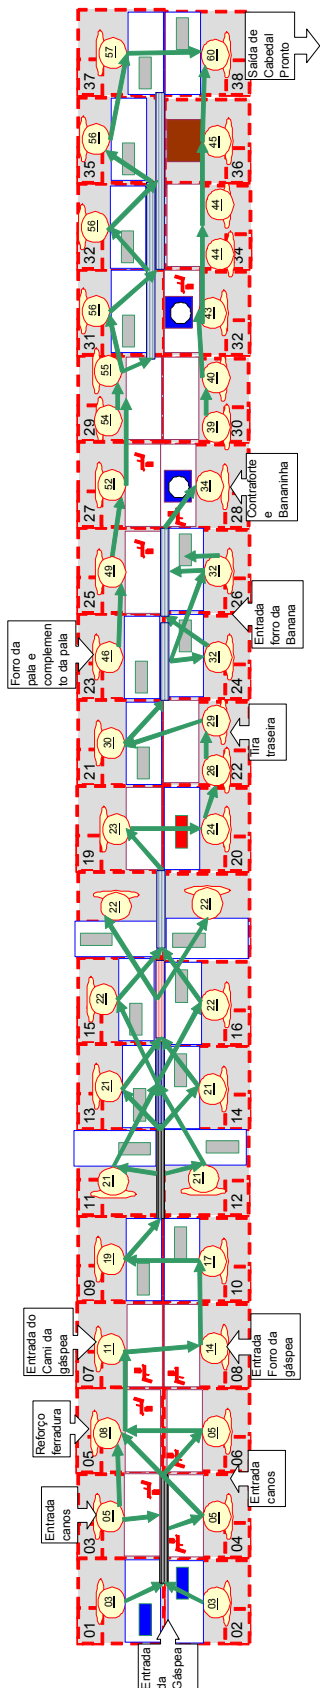 37
57
60
38
Saída de
Cabedal
Pronto
35
56
45
36
32
56
44
44
34
31
56
43
32
29
55
54
40
39
30
27
52
34
28
Contraforte
e
Bananinha
25
49
32
26
Entrada
forro da
Banana
Forro da
pala e
complemen
to da pala
23
46
32
24
21
30
29
26
22
Tira
traseira
19
23
24
20
22
22
15
22
22
16
13
21
21
14
11
21
21
12
09
19
17
10
Entrada do
Cami da
gáspea
07
11
14
08
Entrada
Forro da
gáspea
Reforço
ferradura
05
08
05
06
Entrada
canos
Entrada
canos
03
05
05
04
01
03
03
02
Entrada
da
Gáspea